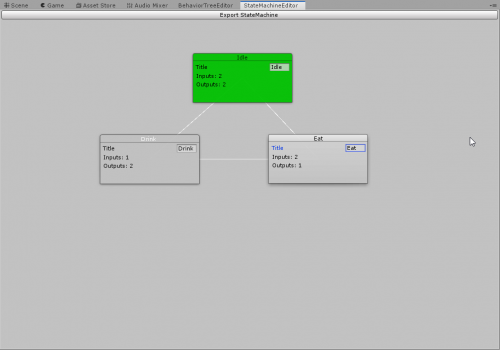 Scene Game Asset Store Audio Mixer BehaviorTreeEditor StateMachineEditor
Export StateMachine
Idle
Title Idle
Inputs: 2
Outputs: 2
Drink
Title Drink
Inputs: 1
Outputs: 2
Eat
Title Eat
Inputs: 2
Outputs: 1